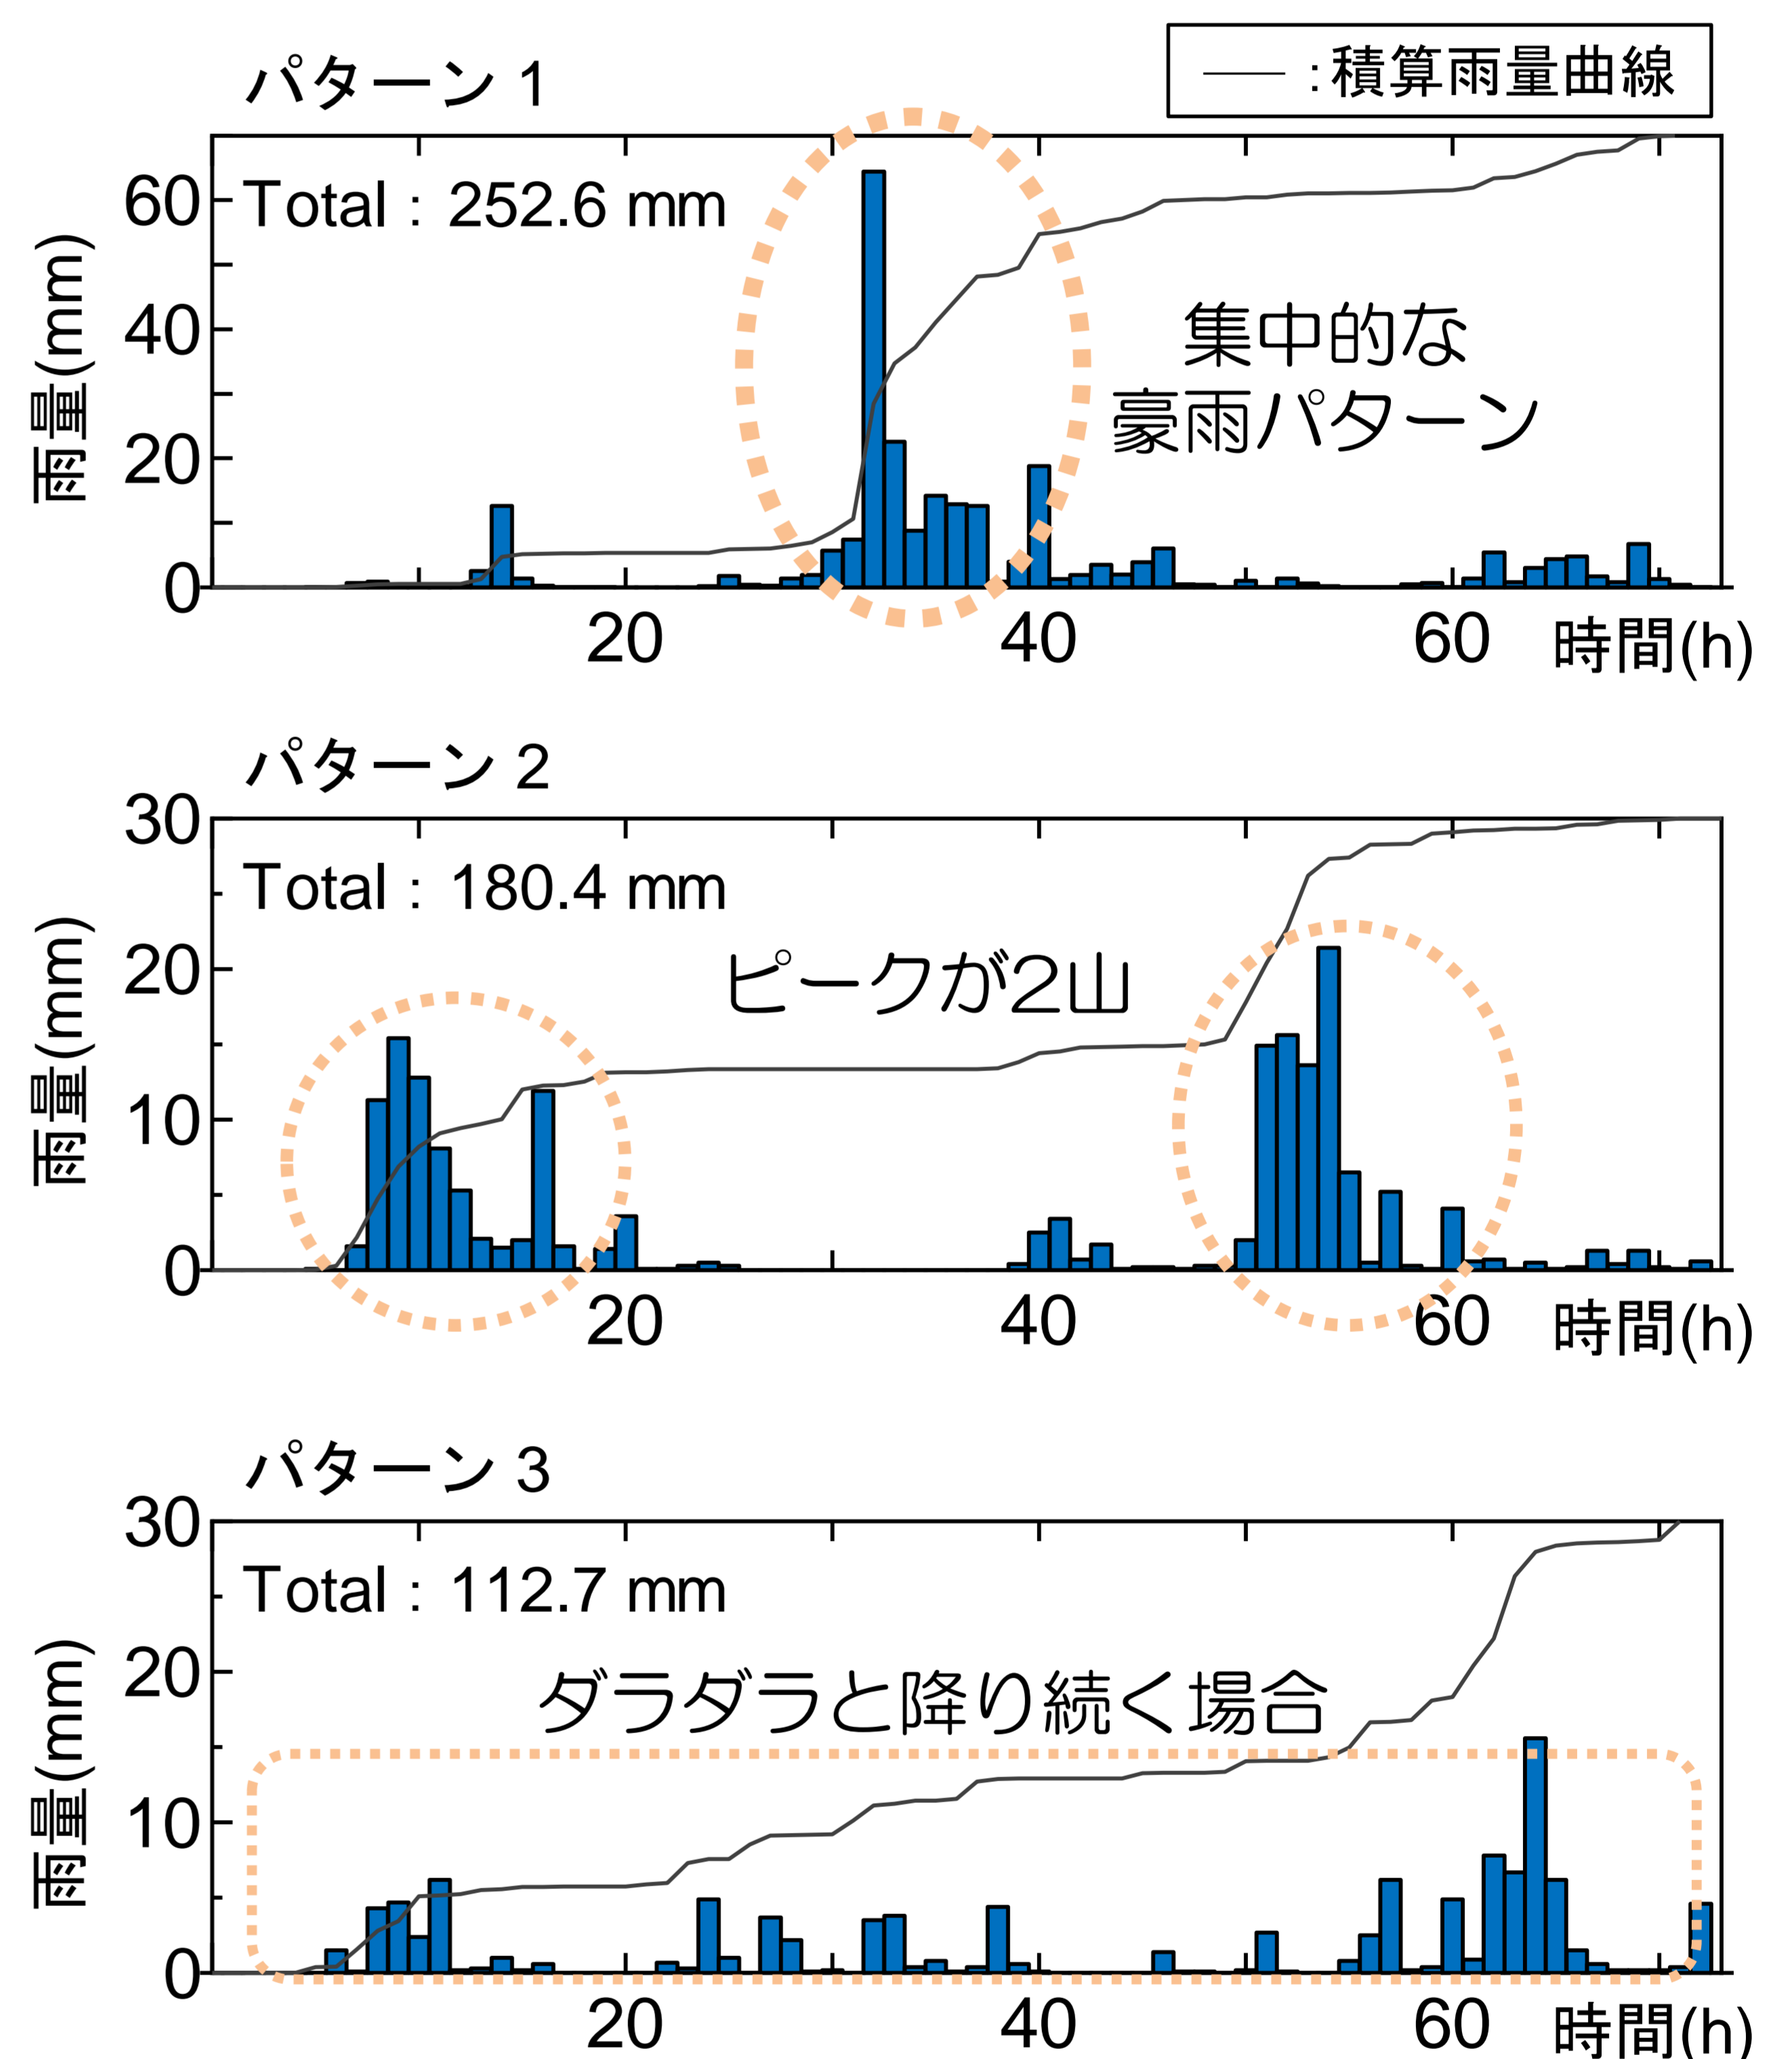 ——:積算雨量曲線
パターン 1
Total : 252.6 mm
集中的な
豪雨パターン
雨量(mm)
60
40
20
0
20
40
60
時間(h)
パターン 2
Total : 180.4 mm
ピークが2山
雨量(mm)
30
20
10
0
20
40
60
時間(h)
パターン 3
Total : 112.7 mm
ダラダラと降り続く場合
雨量(mm)
30
20
10
0
20
40
60
時間(h)